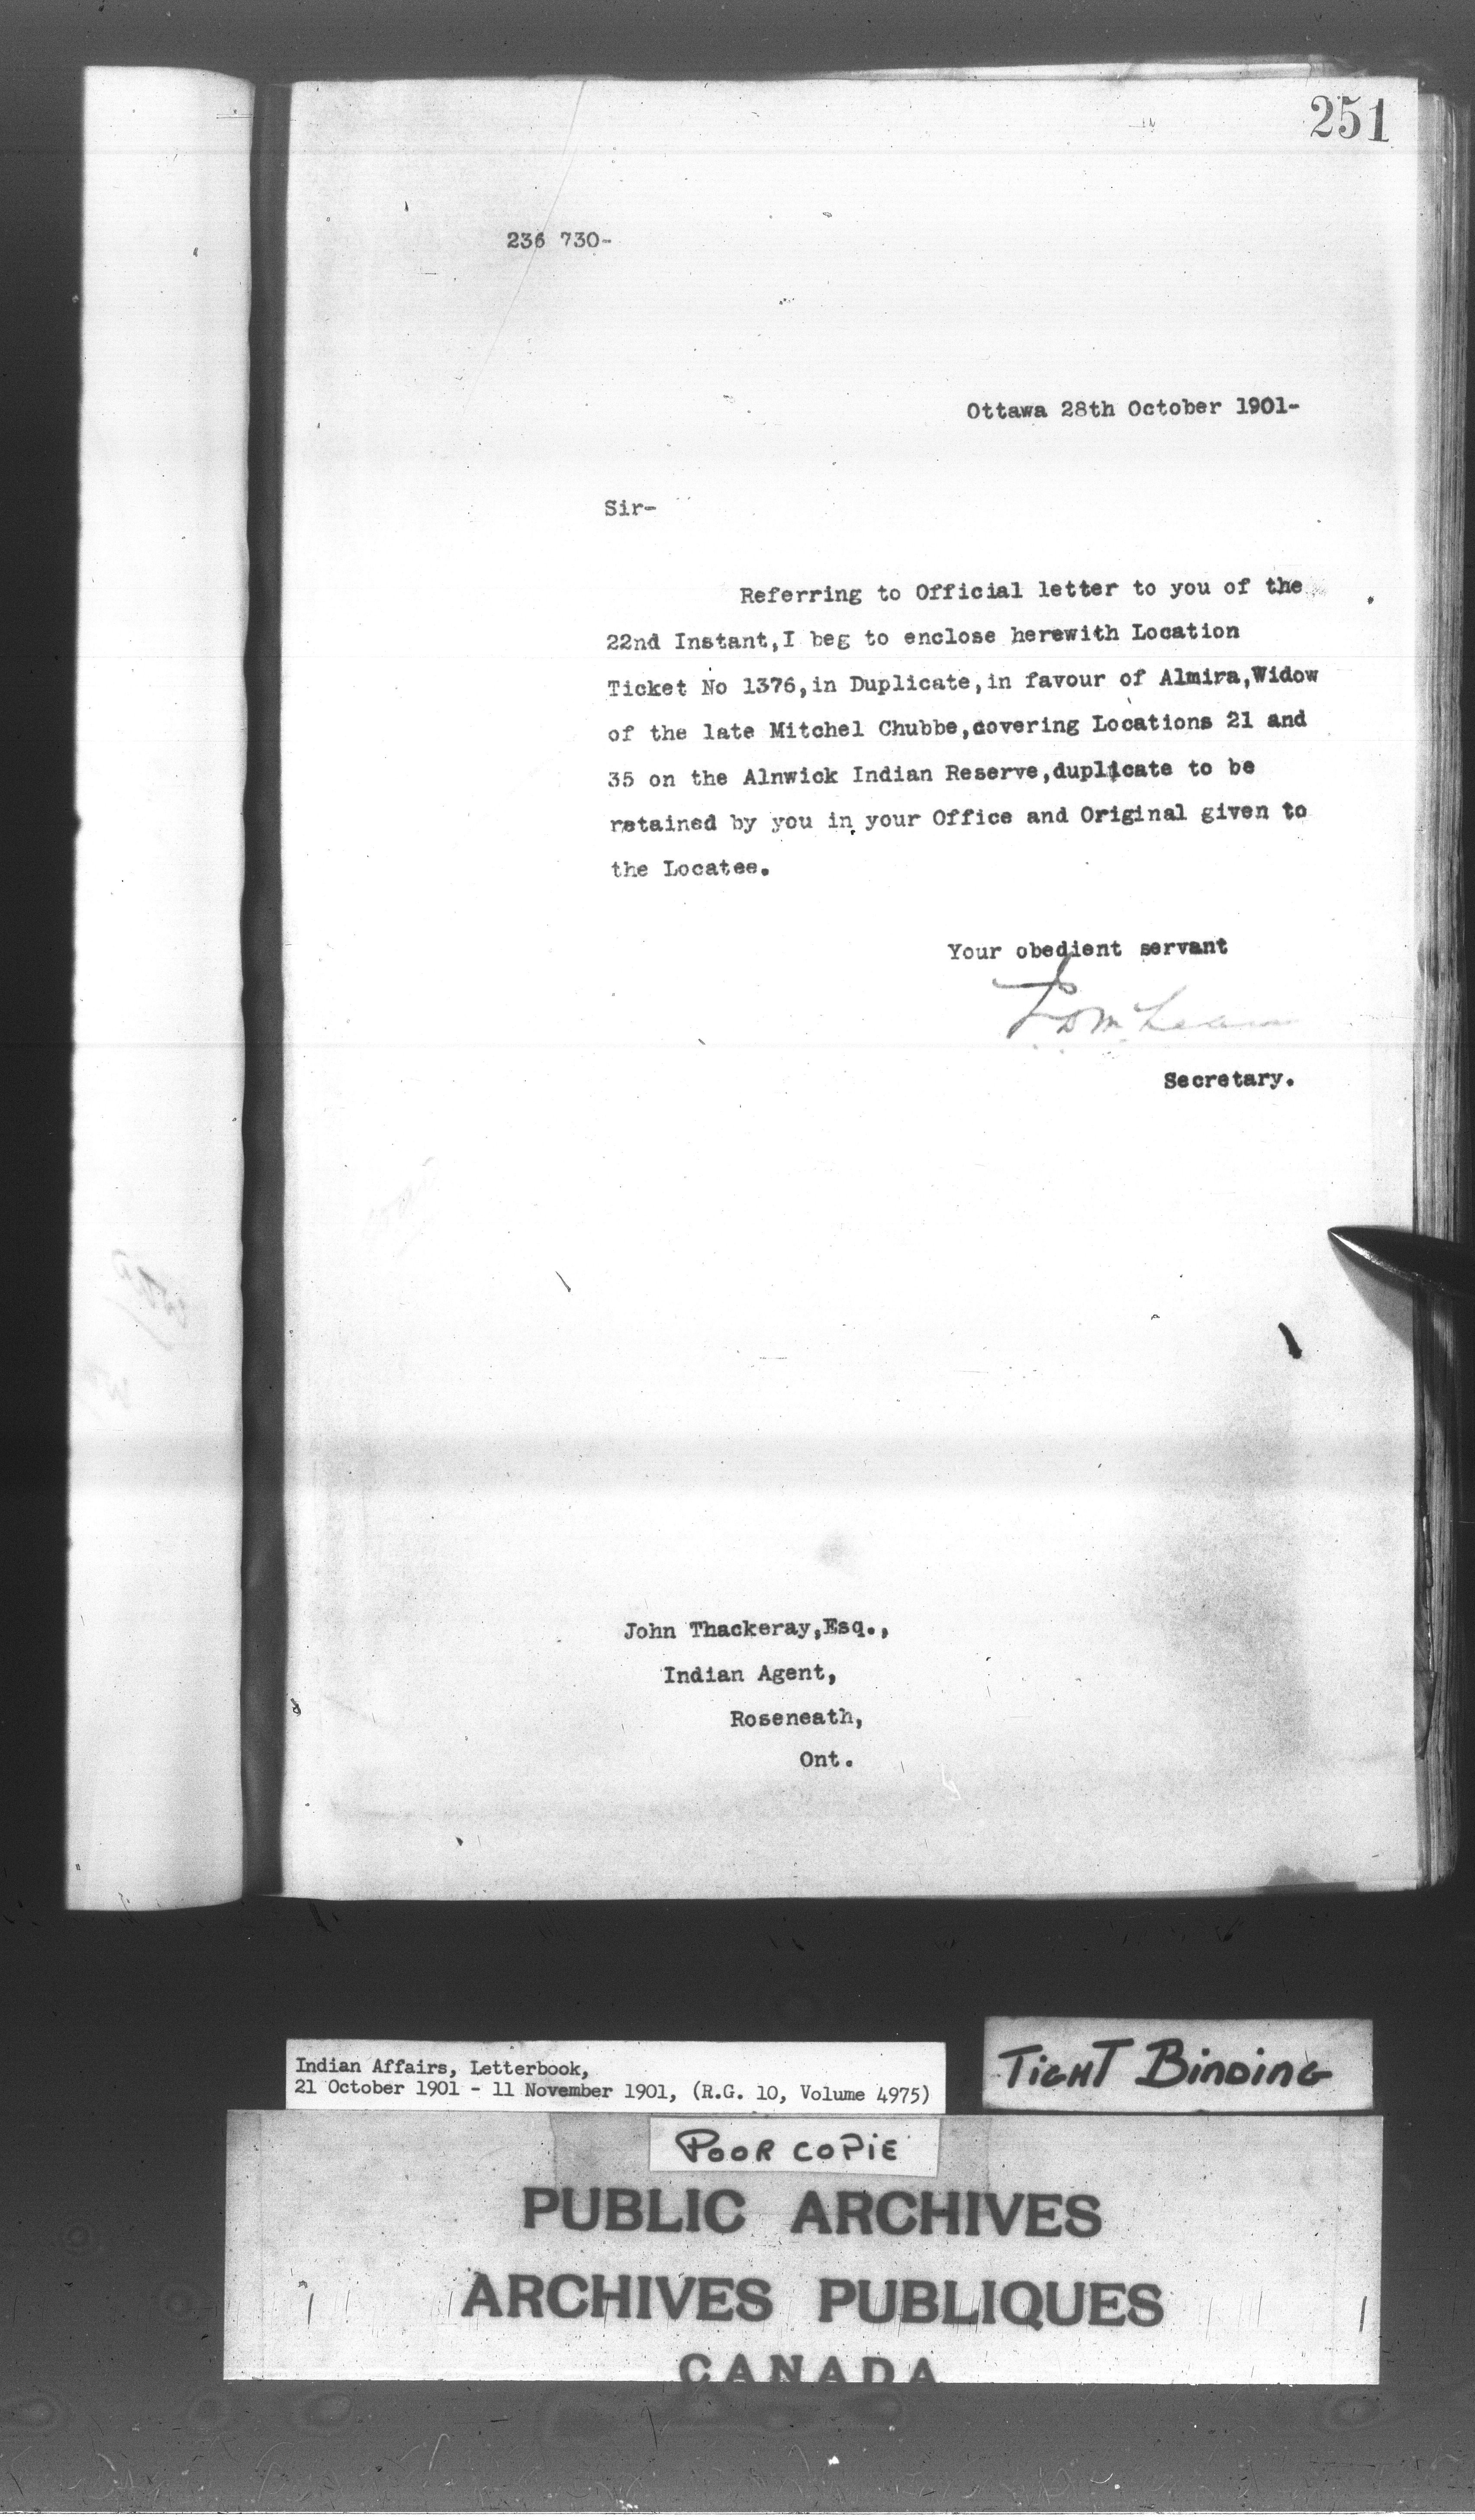 251
236 730-
Ottawa 28th October 1901-
Sir-
Referring to Official letter to you of the
22nd Instant,I beg to enclose herewith Location
Ticket No 1376,in Duplicate,in favour of Almira,Widow
of the late Mitchel Chubbe,covering Locations 21 and
35 on the Alnwick Indian Reserve,duplicate to be
retained by you in your Office and Original given to
the Locatee.
Your obedient servant
Secretary.
John Thackeray,Esq.,
Indian Agent,
Roseneath,
Ont.
Indian Affairs, Letterbook,
21 October 1901 - 11 November 1901, (R.G. 10, Volume 4975)
TIGHT BINDING
POOR COPIE
PUBLIC ARCHIVES
ARCHIVES PUBLIQUES
CANADA